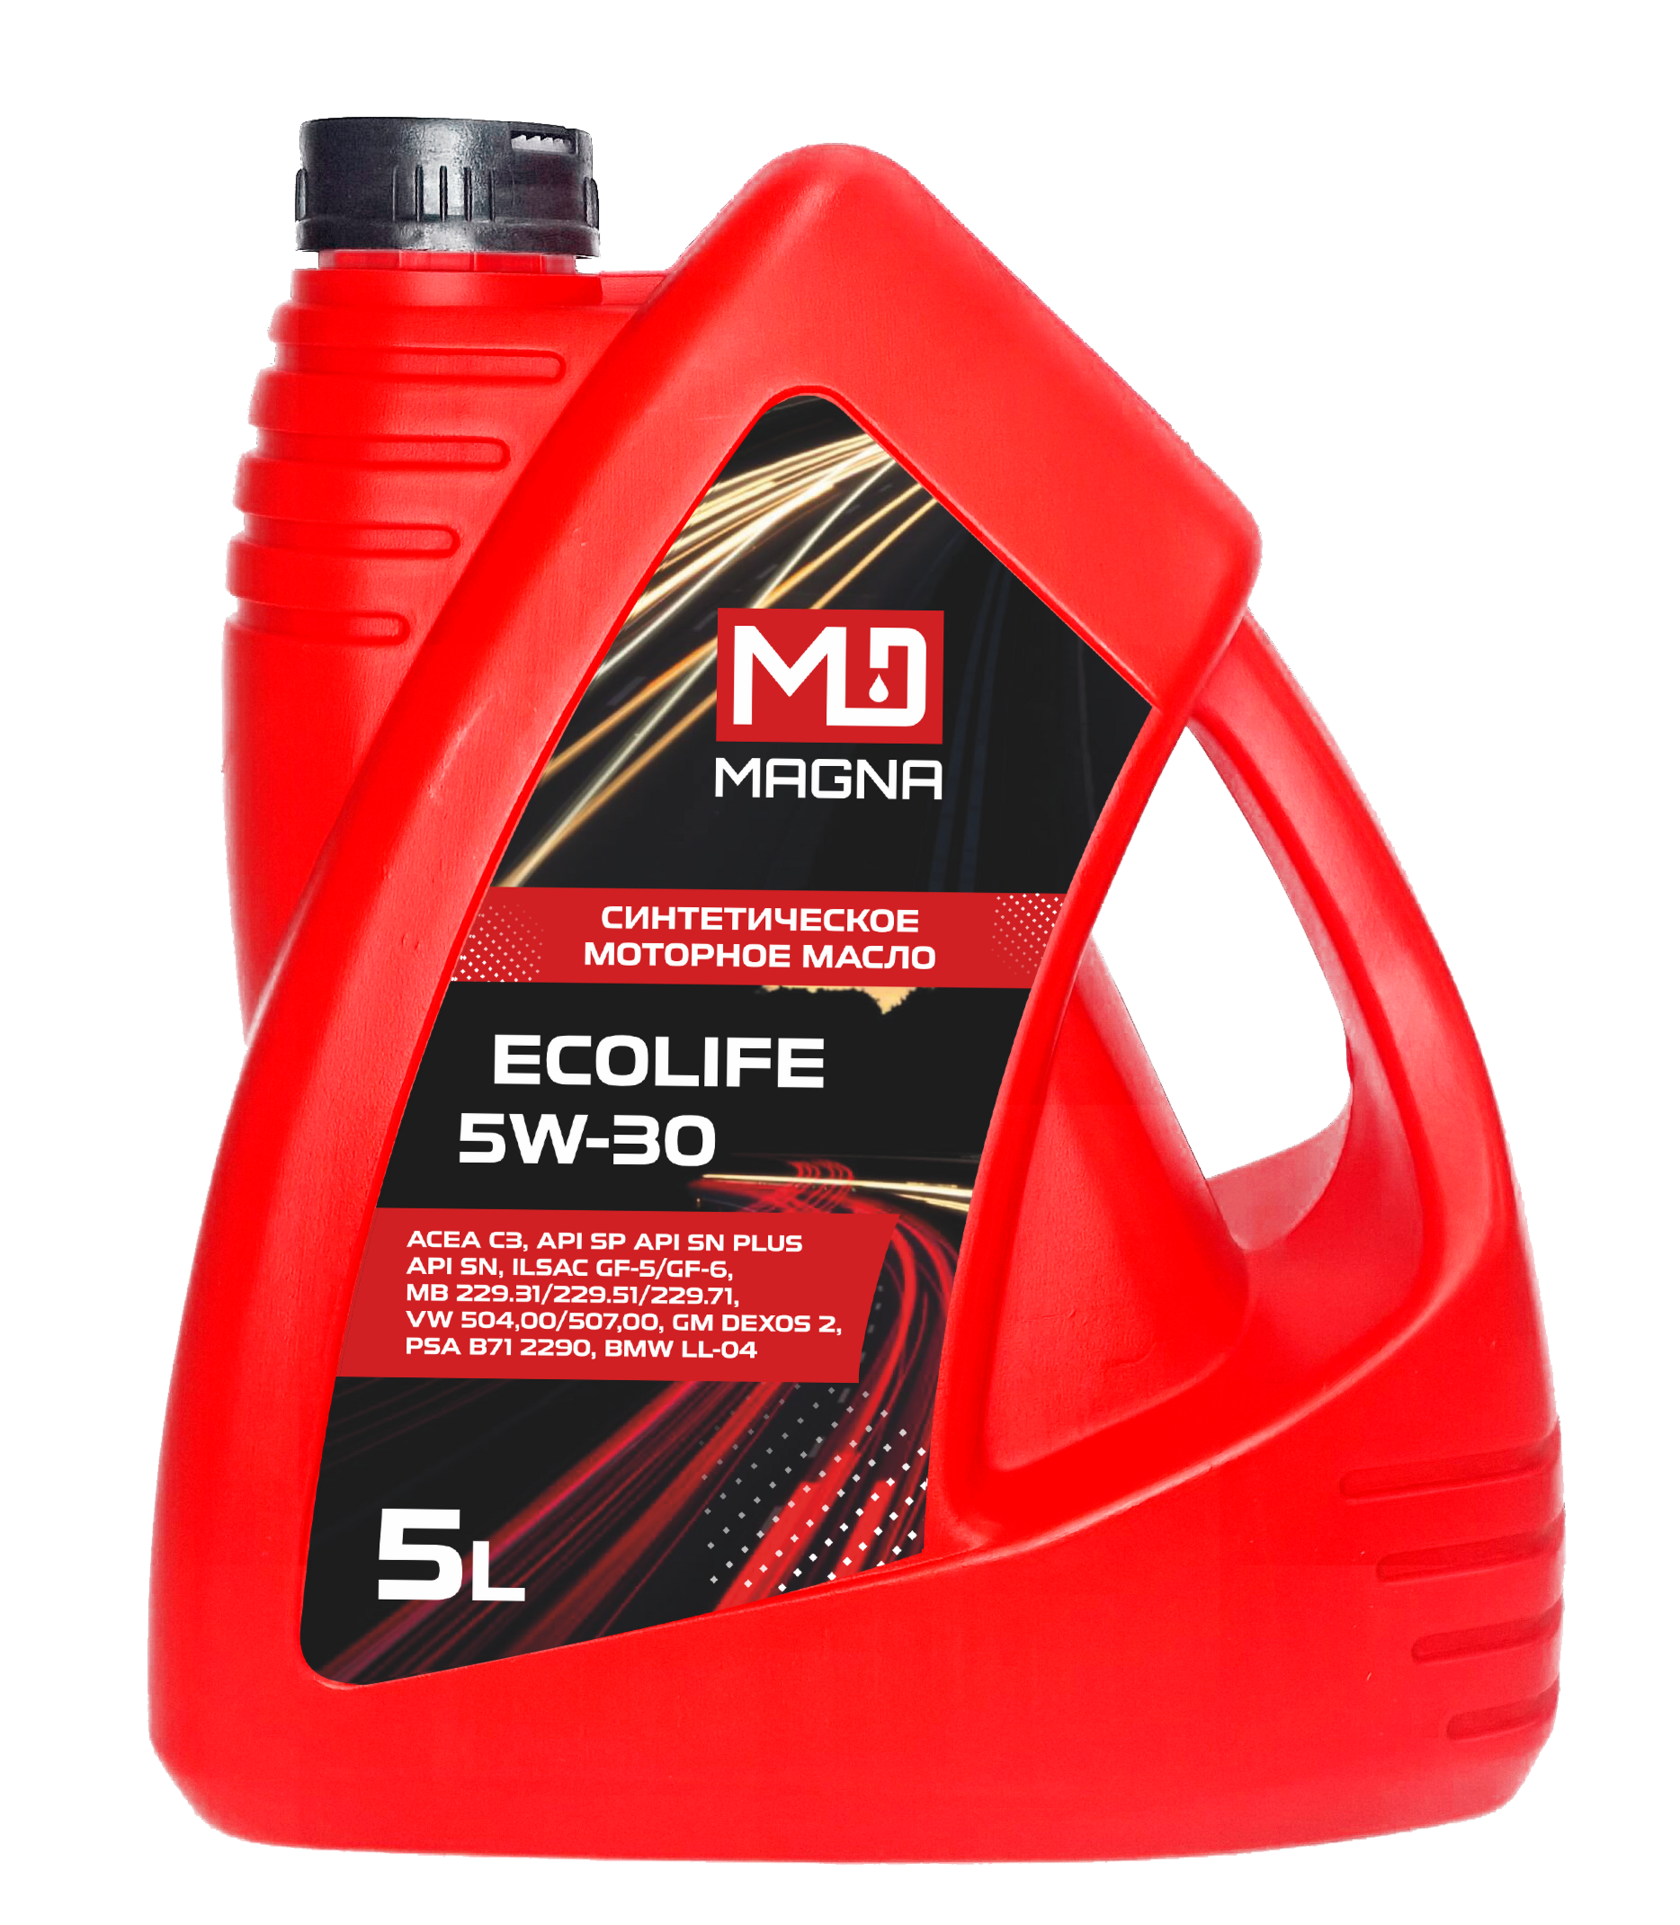 MD
MAGNA
СИНТЕТИЧЕСКОЕ
МОТОРНОЕ МАСЛО
ECOLIFE
5W-30
ACEA C3, API SP API SN PLUS
API SN, ILSAC GF-5/GF-6,
MB 229.31/229.51/229.71,
VW 504,00/507,00, GM DEXOS 2,
PSA B71 2290, BMW LL-04
5L